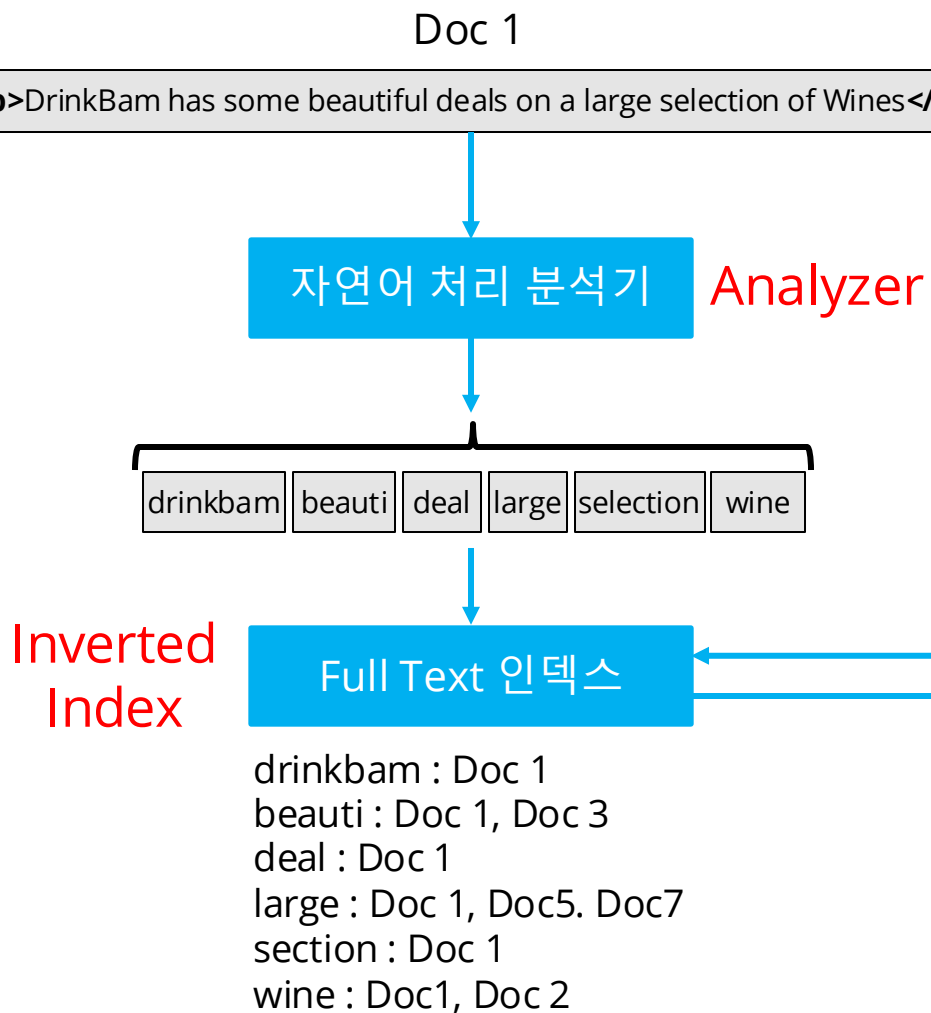 Doc 1
>DrinkBam has some beautiful deals on a large selection of Wines</
자연어 처리 분석기
Analyzer
drinkbam beauti deal large selection wine
Inverted
Index
Full Text 인덱스
drinkbam : Doc 1
beauti : Doc 1, Doc 3
deal : Doc 1
large : Doc 1, Doc5. Doc7
section : Doc 1
wine : Doc1, Doc 2